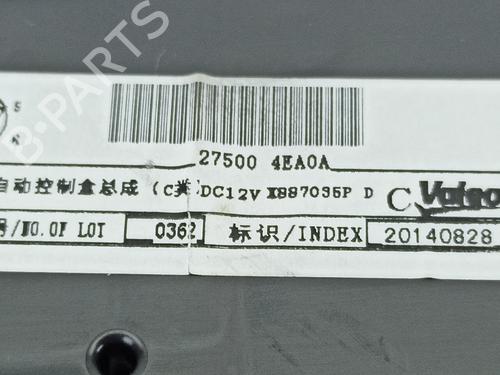 27500 4EA0A
自动控制盒总成 (C类 DC12V X887035P D C Valeo
号/NO.OF LOT 0362 标识/INDEX 20140828
B-PARTS